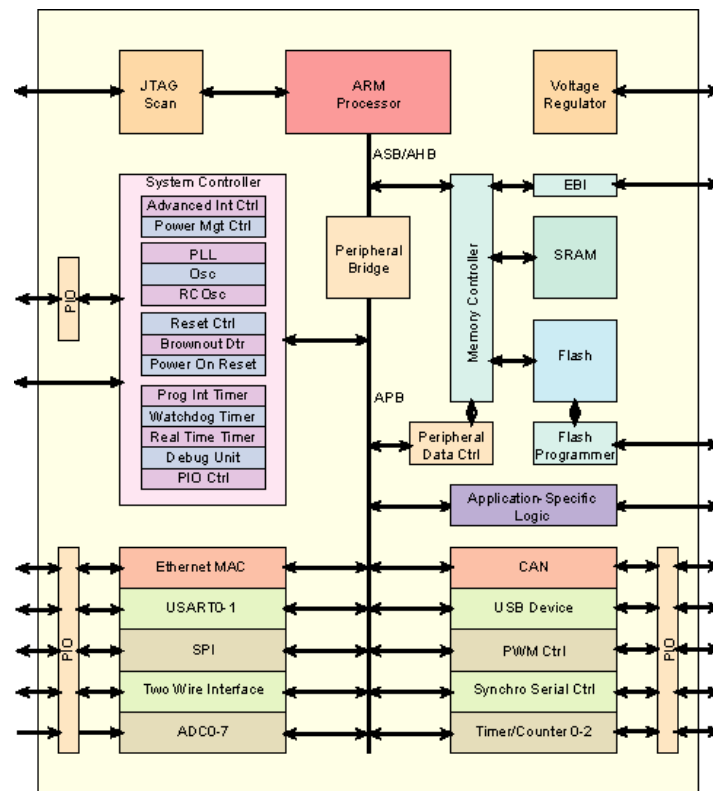 JTAG
Scan
ARM
Processor
Voltage
Regulator
ASB/AHB
System Controller
Advanced Int Ctrl
Power Mgt Ctrl
PLL
Osc
RC Osc
Reset Ctrl
Brownout Dtr
Power On Reset
Prog Int Timer
Watchdog Timer
Real Time Timer
Debug Unit
PIO Ctrl
PIO
Peripheral
Bridge
APB
Memory Controller
EBI
SRAM
Flash
Peripheral
Data Ctrl
Flash
Programmer
Application-Specific
Logic
PIO
Ethernet MAC
USART0-1
SPI
Two Wire Interface
ADC0-7
CAN
USB Device
PWM Ctrl
Synchro Serial Ctrl
Timer/Counter 0-2
PIO